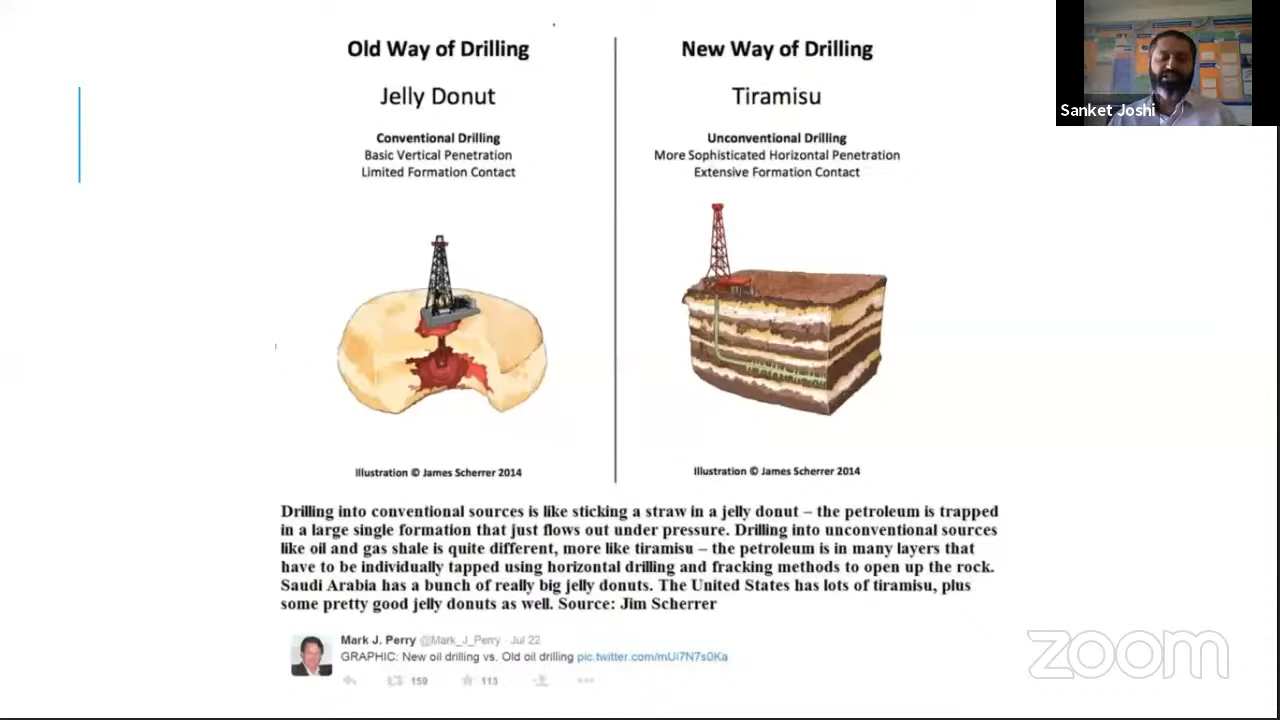 Old Way of Drilling
Jelly Donut
Conventional Drilling
Basic Vertical Penetration
Limited Formation Contact
Illustration © James Scherrer 2014
New Way of Drilling
Tiramisu
Unconventional Drilling
More Sophisticated Horizontal Penetration
Extensive Formation Contact
Illustration © James Scherrer 2014
Drilling into conventional sources is like sticking a straw in a jelly donut – the petroleum is trapped
in a large single formation that just flows out under pressure. Drilling into unconventional sources
like oil and gas shale is quite different, more like tiramisu – the petroleum is in many layers that
have to be individually tapped using horizontal drilling and fracking methods to open up the rock.
Saudi Arabia has a bunch of really big jelly donuts. The United States has lots of tiramisu, plus
some pretty good jelly donuts as well. Source: Jim Scherrer
Mark J. Perry @Mark_J_Perry · Jul 22
GRAPHIC: New oil drilling vs. Old oil drilling pic.twitter.com/mUi7N7s0Ka
159 113
Sanket Joshi
zoom